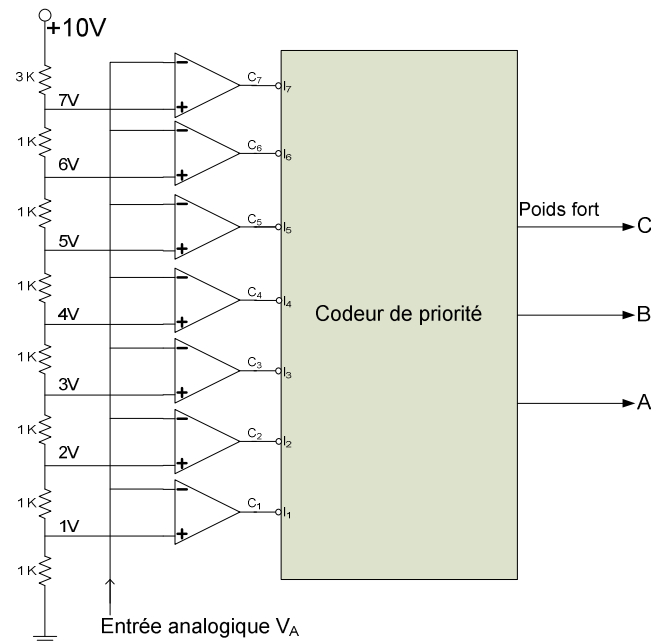 +10V
3K
7V
C7
I7
1K
6V
C6
I6
1K
5V
C5
I5
Poids fort
C
1K
4V
C4
I4
Codeur de priorité
B
1K
3V
C3
I3
A
1K
2V
C2
I2
1K
1V
C1
I1
1K
Entrée analogique VA